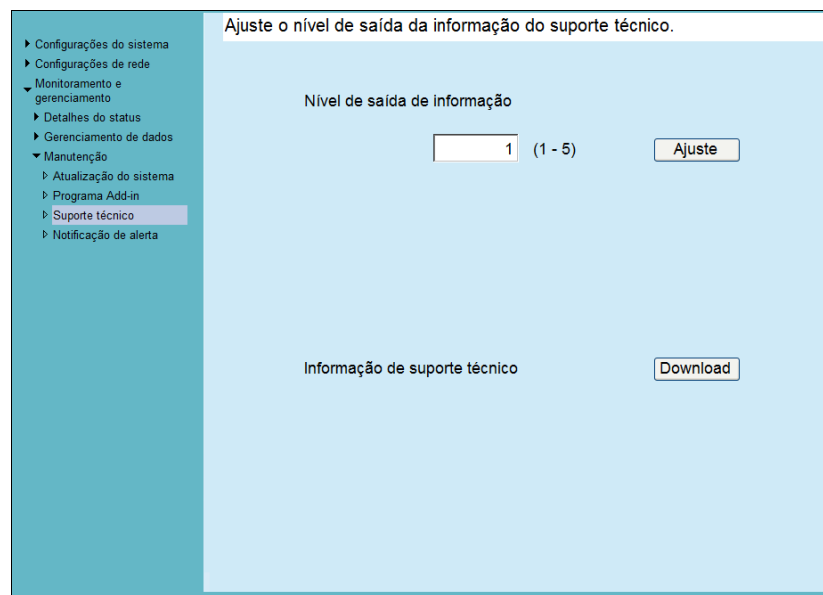 Ajuste o nível de saída da informação do suporte técnico.
Configurações do sistema
Configurações de rede
Monitoramento e
gerenciamento
Detalhes do status
Gerenciamento de dados
Manutenção
Atualização do sistema
Programa Add-in
Suporte técnico
Notificação de alerta
Nível de saída de informação
1 (1 - 5) Ajuste
Informação de suporte técnico Download